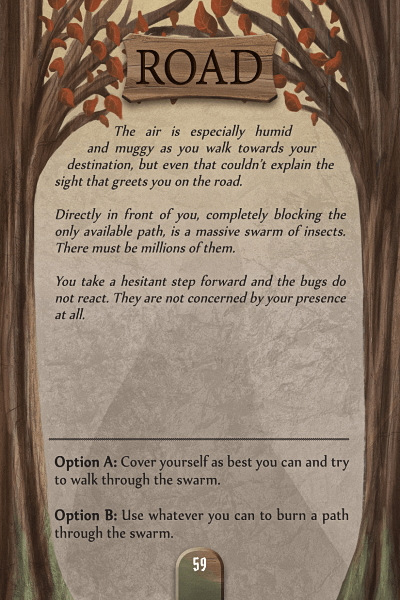 ROAD
The air is especially humid
and muggy as you walk towards your
destination, but even that couldn't explain the
sight that greets you on the road.
Directly in front of you, completely blocking the
only available path, is a massive swarm of insects.
There must be millions of them.
You take a hesitant step forward and the bugs do
not react. They are not concerned by your presence
at all.
Option A: Cover yourself as best you can and try
to walk through the swarm.
Option B: Use whatever you can to burn a path
through the swarm.
59